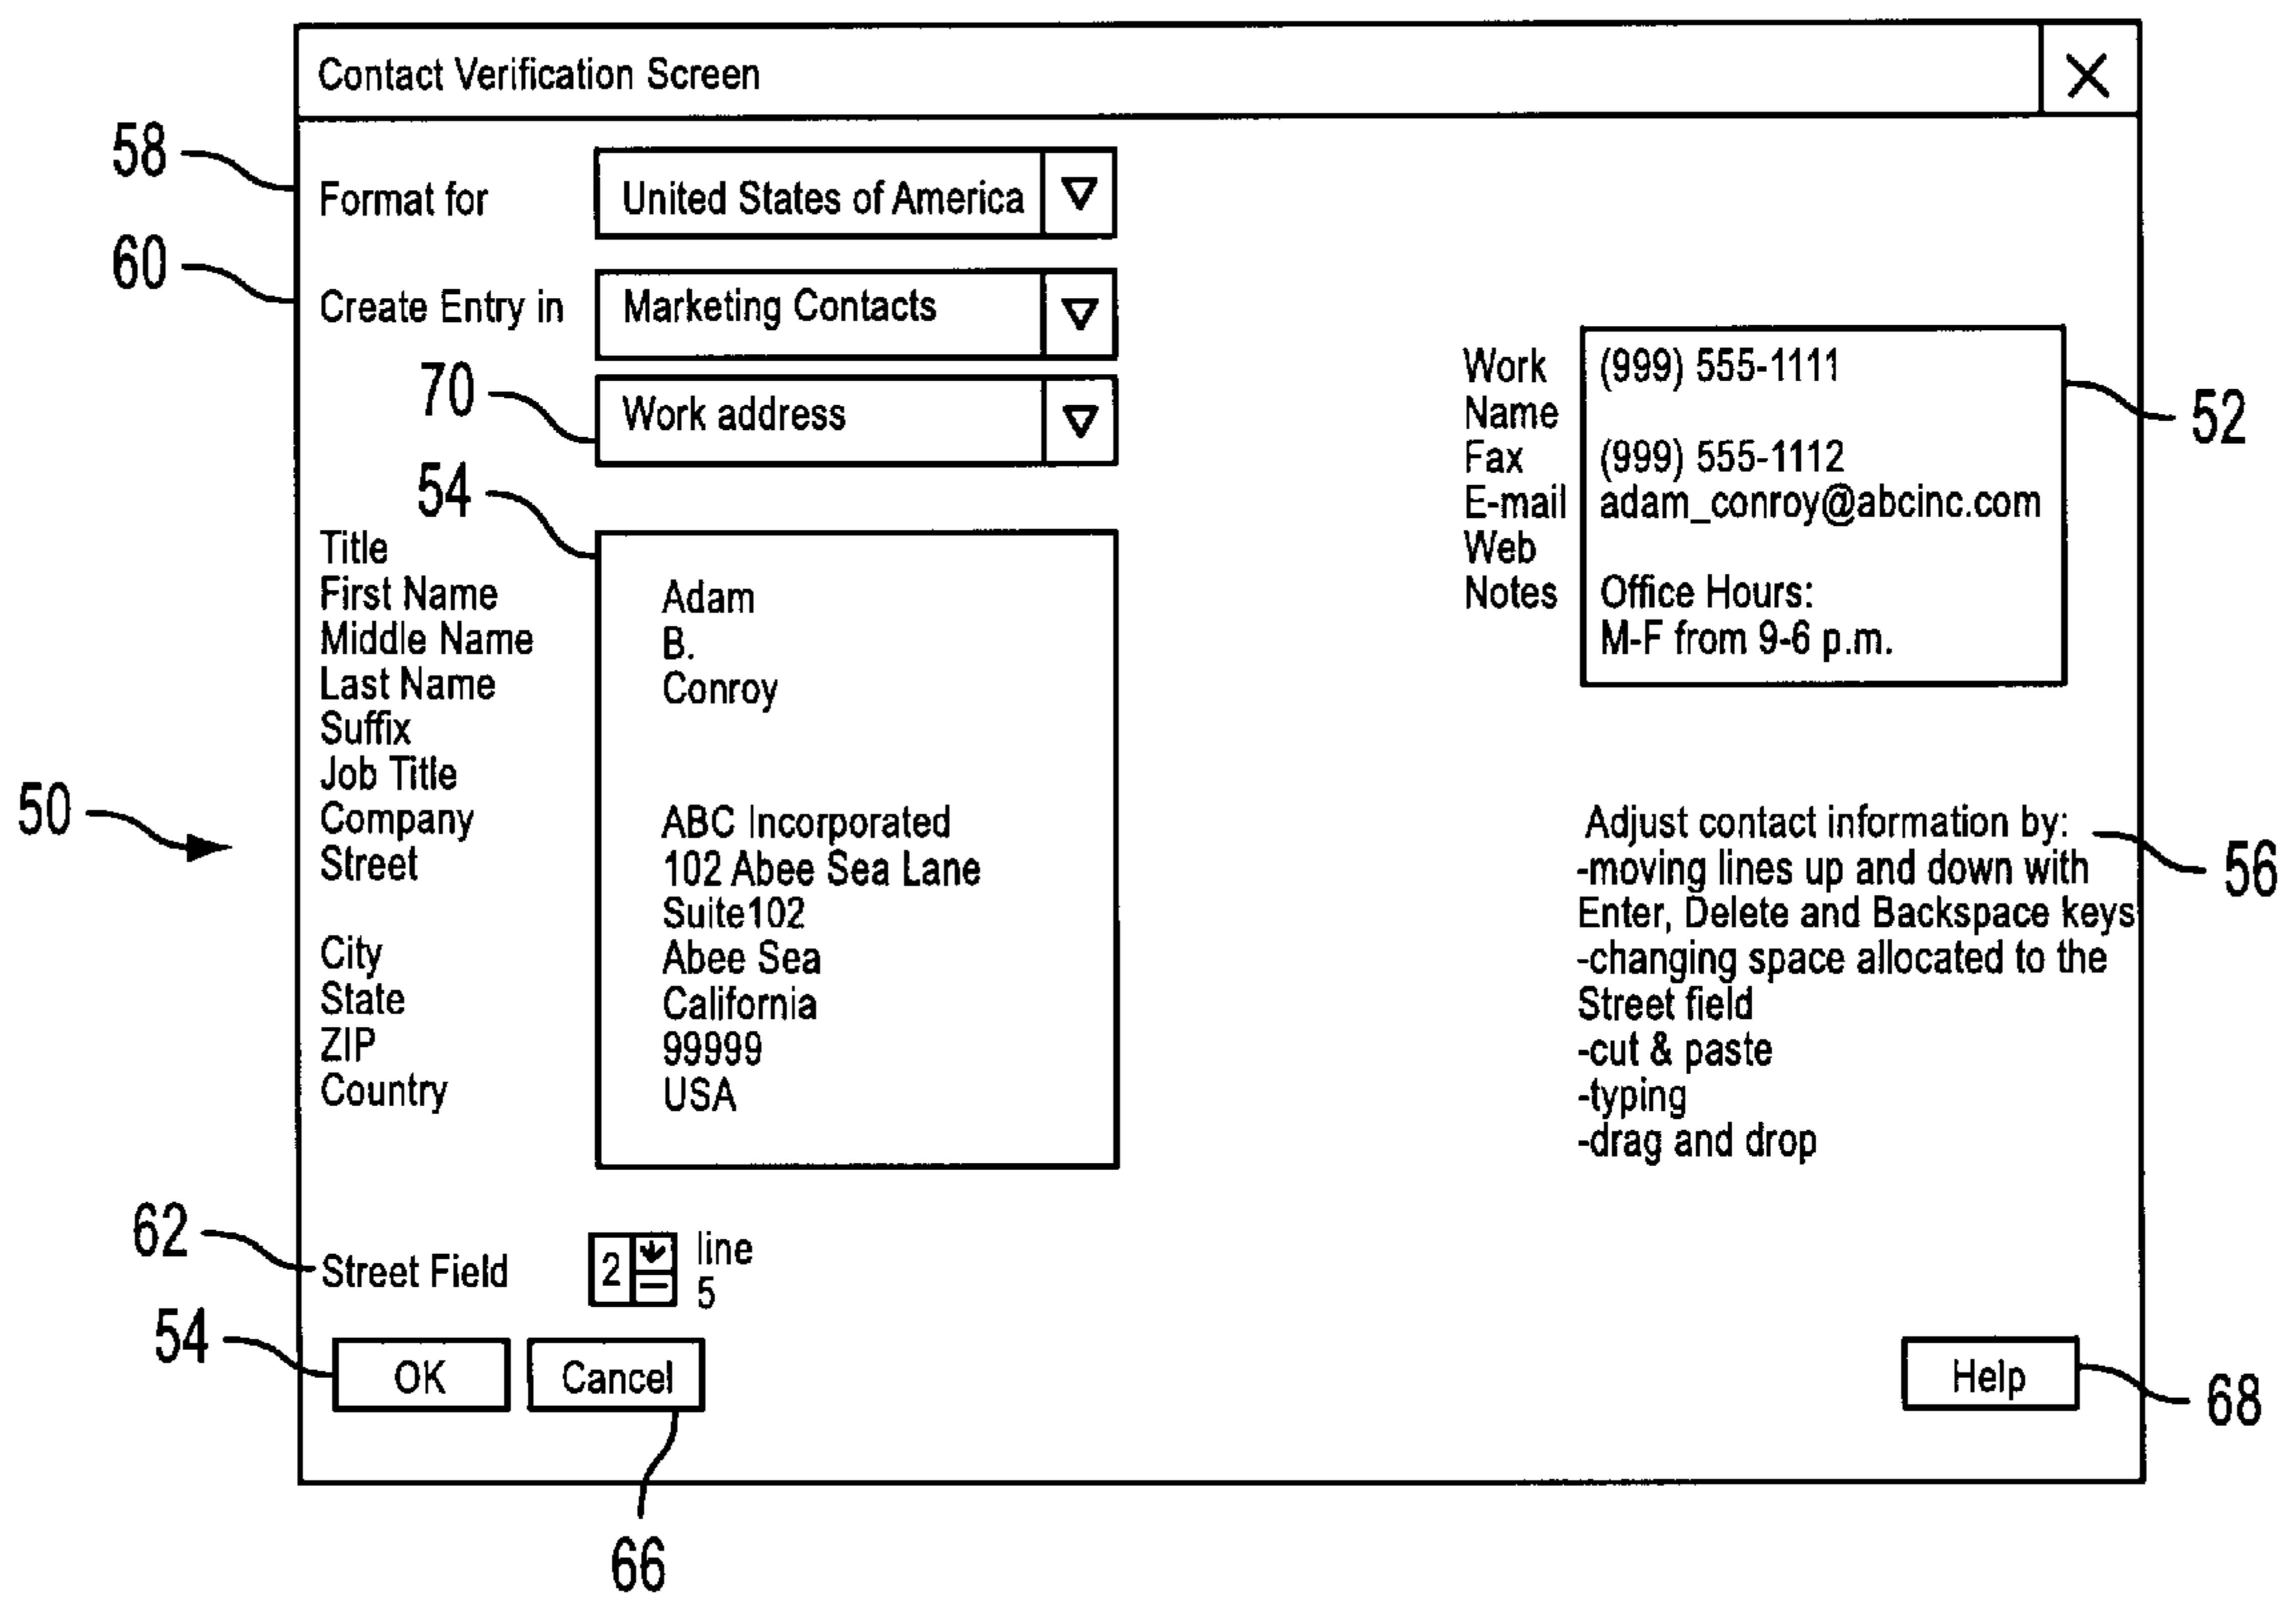 Contact Verification Screen
58
Format for
United States of America
60
Create Entry in
Marketing Contacts
70
Work address
54
Title
First Name
Adam
Middle Name
B.
Last Name
Conroy
Suffix
Job Title
Company
ABC Incorporated
Street
102 Abee Sea Lane
Suite102
City
Abee Sea
State
California
ZIP
99999
Country
USA
50
Work
(999) 555-1111
Name
Fax
(999) 555-1112
E-mail
adam_conroy@abcinc.com
Web
Notes
Office Hours:
M-F from 9-6 p.m.
52
Adjust contact information by:
-moving lines up and down with
Enter, Delete and Backspace keys
-changing space allocated to the
Street field
-cut & paste
-typing
-drag and drop
56
62
Street Field
2
line
5
54
OK
Cancel
66
Help
68